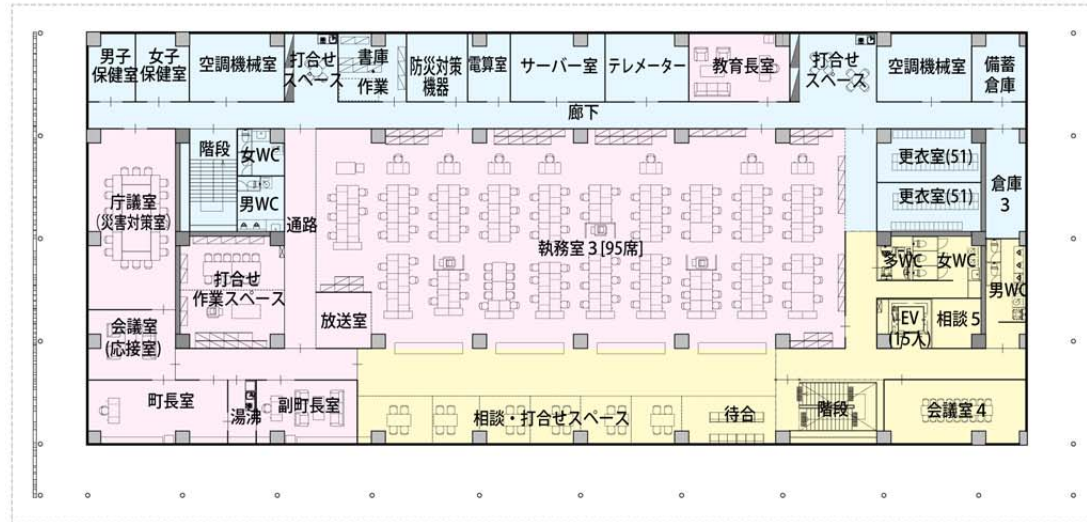 男子
保健室
女子
保健室
空調機械室
打合せ
スペース
書庫
・
作業
防災対策
機器
電算室
サーバー室
テレメーター
教育長室
打合せ
スペース
空調機械室
備蓄
倉庫
廊下
階段
女WC
男WC
庁議室
(災害対策室)
通路
打合せ
作業スペース
放送室
執務室3 [95席]
更衣室(51)
更衣室(51)
倉庫
3
多WC
女WC
男WC
EV
(15人)
相談5
会議室
(応接室)
町長室
湯沸
副町長室
相談・打合せスペース
待合
階段
会議室4